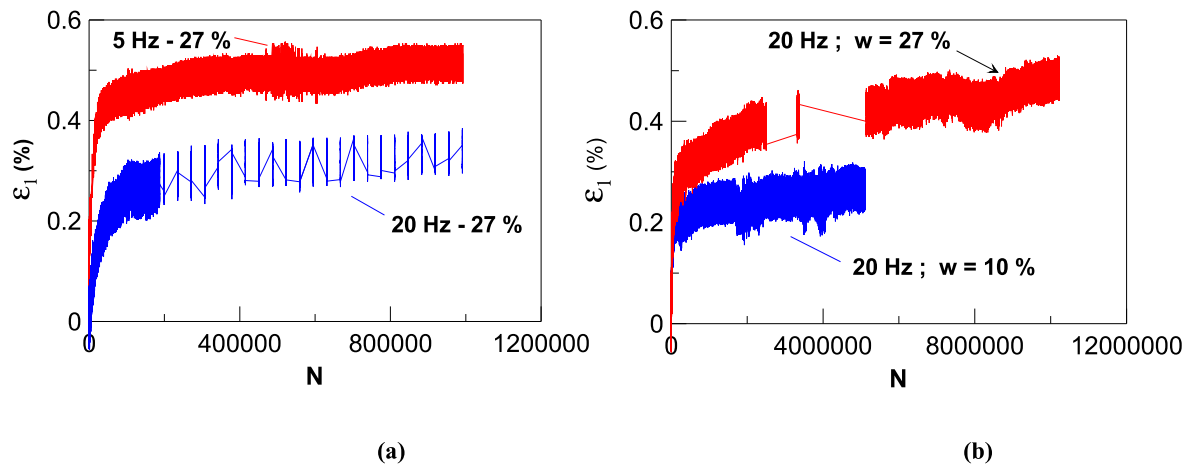 0.6
5 Hz - 27 %
0.4
ε1 (%)
0.2
20 Hz - 27 %
0
0 400000 800000 1200000
N
(a)
0.6
20 Hz ; w = 27 %
0.4
ε1 (%)
0.2
20 Hz ; w = 10 %
0
0 4000000 8000000 12000000
N
(b)